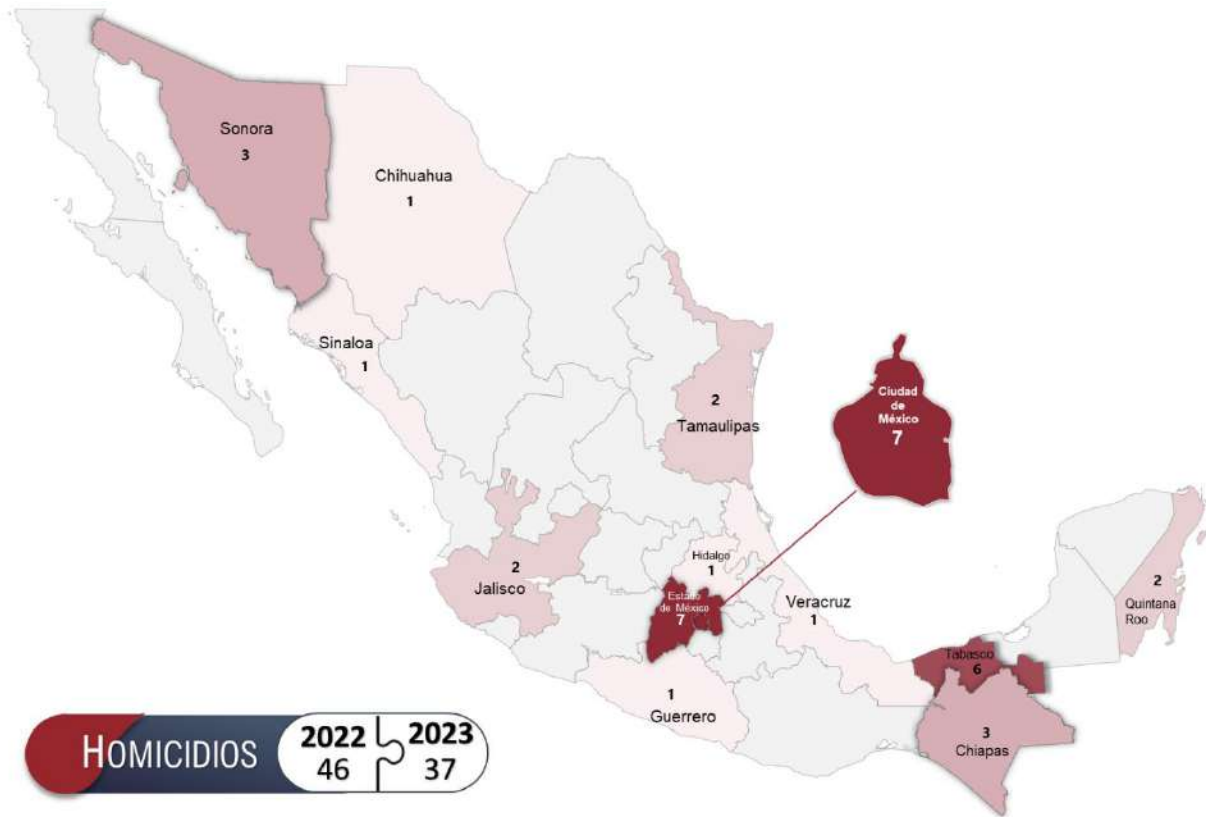 Sonora
3
Chihuahua
1
Sinaloa
1
2
Tamaulipas
Ciudad
de
México
7
2
Jalisco
Hidalgo
1
Estado
de México
7
Veracruz
1
2
Quintana
Roo
Tabasco
6
1
Guerrero
3
Chiapas
HOMICIDIOS
2022 2023
46 37